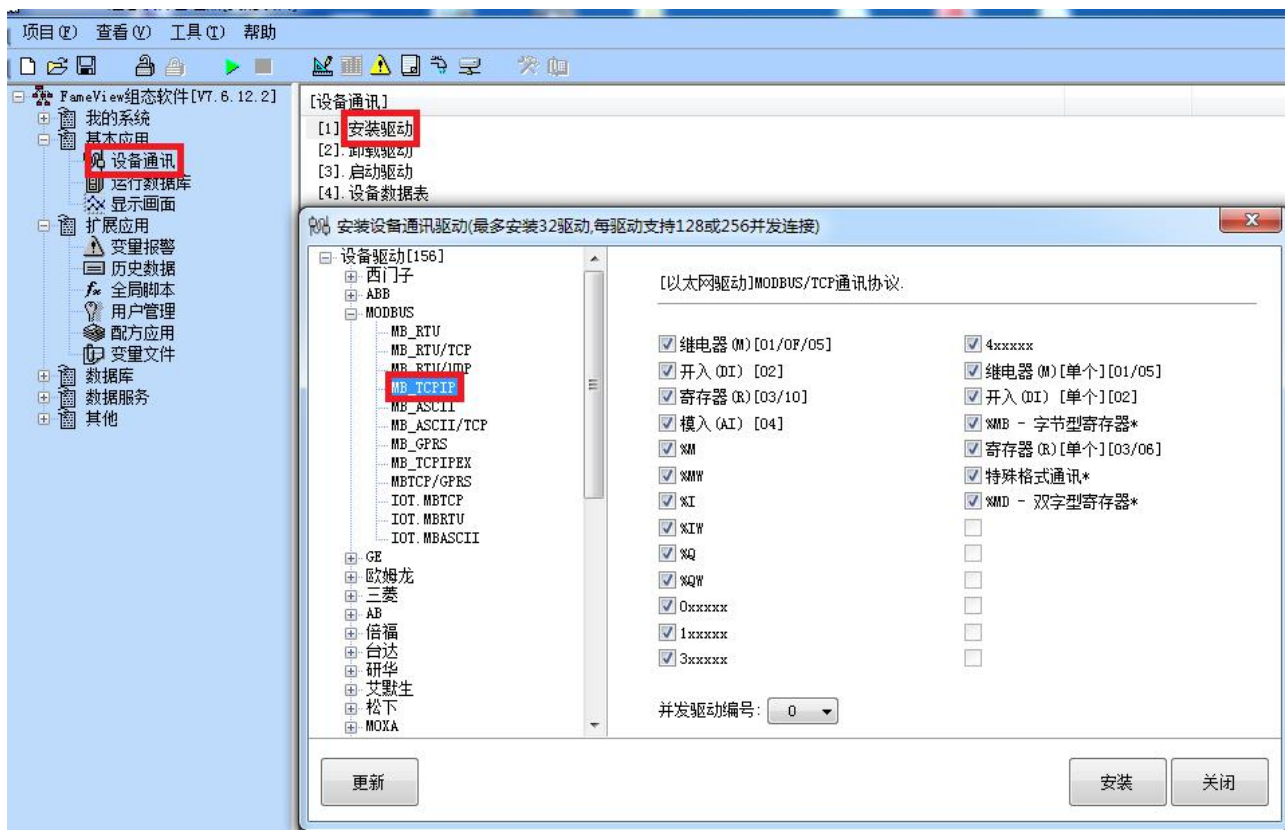 项目(P) 查看(V) 工具(T) 帮助
FameView组态软件[V7.6.12.2]
我的系统
基本应用
设备通讯
运行数据库
显示画面
扩展应用
变量报警
历史数据
全局脚本
用户管理
配方应用
变量文件
数据库
数据服务
其他
[设备通讯]
[1].安装驱动
[2].卸载驱动
[3].启动驱动
[4].设备数据表
安装设备通讯驱动(最多安装32驱动,每驱动支持128或256并发连接)
设备驱动[156]
西门子
ABB
MODBUS
MB_RTU
MB_RTU/TCP
MB_RTU/UDP
MB_TCPIP
MB_ASCII
MB_ASCII/TCP
MB_GPRS
MB_TCPIPEX
MBTCP/GPRS
IOT.MBTCP
IOT.MBRTU
IOT.MBASCII
GE
欧姆龙
三菱
AB
倍福
台达
研华
艾默生
松下
MOXA
[以太网驱动]MODBUS/TCP通讯协议.
继电器(M)[01/0F/05]
开入(DI) [02]
寄存器(R)[03/10]
模入(AI) [04]
%M
%MW
%I
%IW
%Q
%QW
0xxxxx
1xxxxx
3xxxxx
4xxxxx
继电器(M)[单个][01/05]
开入(DI) [单个][02]
%MB - 字节型寄存器*
寄存器(R)[单个][03/06]
特殊格式通讯*
%MD - 双字型寄存器*
并发驱动编号: 0
更新 安装 关闭